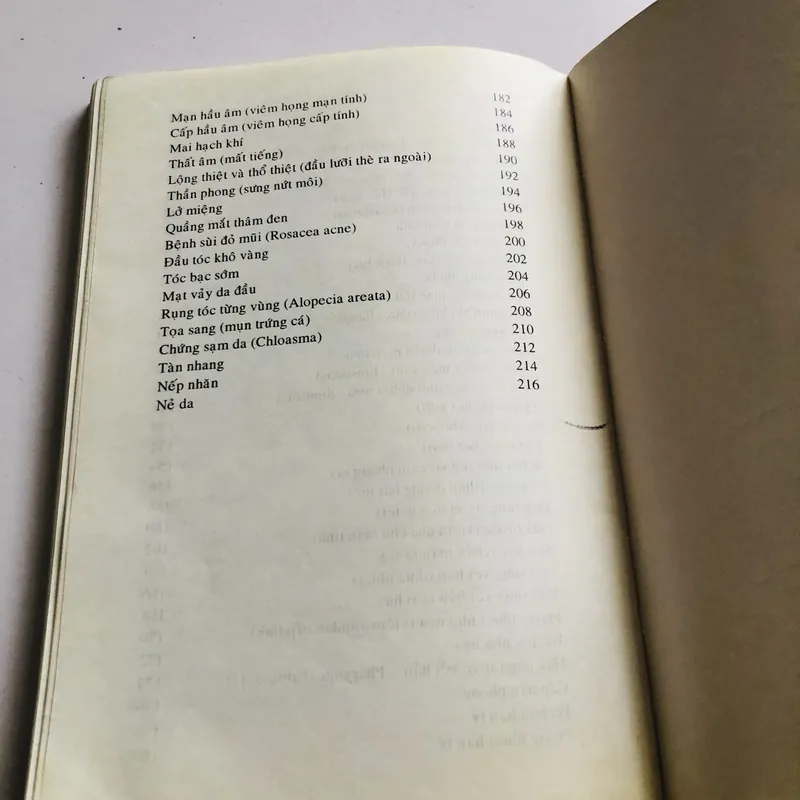 Mạn hầu âm (viêm họng mạn tính) 182
Cấp hầu âm (viêm họng cấp tính) 184
Mai hạch khí 186
Thất âm (mất tiếng) 188
Lộng thiệt và thổ thiệt (đầu lưỡi thè ra ngoài) 190
Thần phong (sưng nứt môi) 192
Lở miệng 194
Quầng mắt thâm đen 196
Bệnh sùi đỏ mũi (Rosacea acne) 198
Đầu tóc khô vàng 200
Tóc bạc sớm 202
Mạt vảy da đầu 204
Rụng tóc từng vùng (Alopecia areata) 206
Tọa sang (mụn trứng cá) 208
Chứng sạm da (Chloasma) 210
Tàn nhang 212
Nếp nhăn 214
Nẻ da 216